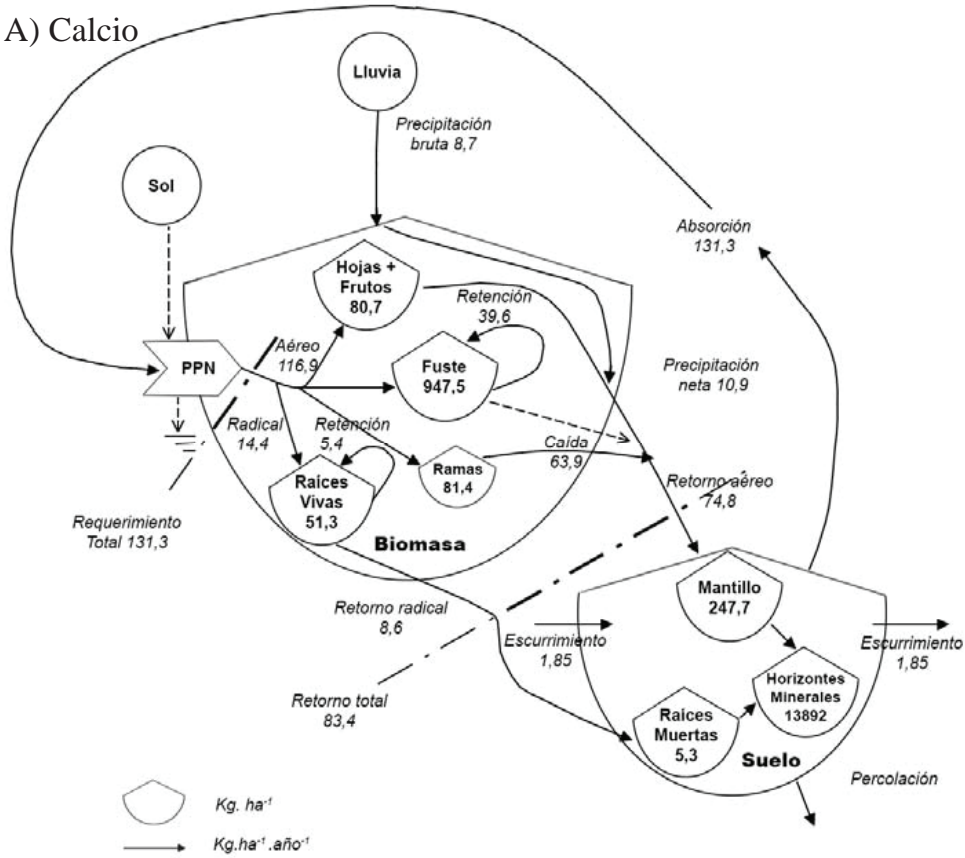 A) Calcio
Lluvia
Precipitación
bruta 8,7
Sol
Absorción
131,3
Hojas +
Frutos
80,7
Retención
39,6
Aéreo
116,9
PPN
Fuste
947,5
Precipitación
neta 10,9
Radical
14,4
Retención
5,4
Caída
63,9
Ramas
81,4
Raíces
Vivas
51,3
Retorno aéreo
74,8
Requerimiento
Total 131,3
Biomasa
Mantillo
247,7
Retorno radical
8,6
Escurrimiento
1,85
Escurrimiento
1,85
Horizontes
Minerales
13892
Retorno total
83,4
Raíces
Muertas
5,3
Suelo
Percolación
Kg. ha⁻¹
Kg.ha⁻¹.año⁻¹